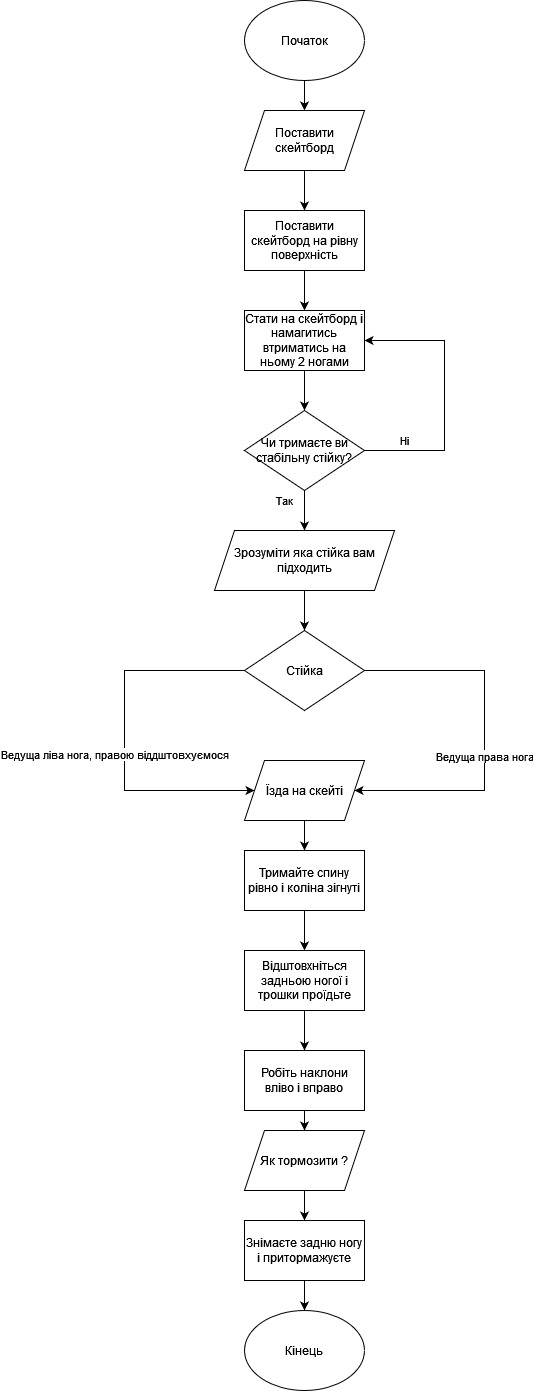 Початок
Поставити
скейтборд
Поставити
скейтборд на рівну
поверхність
Стати на скейтборд і
намагитись
втриматись на
ньому 2 ногами
Чи тримаєте ви
стабільну стійку?
Ні
Так
Зрозуміти яка стійка вам
підходить
Стійка
Ведуща ліва нога, правою віддштовхуємося
Ведуща права нога
Їзда на скейті
Тримайте спину
рівно і коліна зігнуті
Відштовхніться
задньою ногої і
трошки проїдьте
Робіть наклони
вліво і вправо
Як тормозити ?
Знімаєте задню ногу
і притормажуєте
Кінець